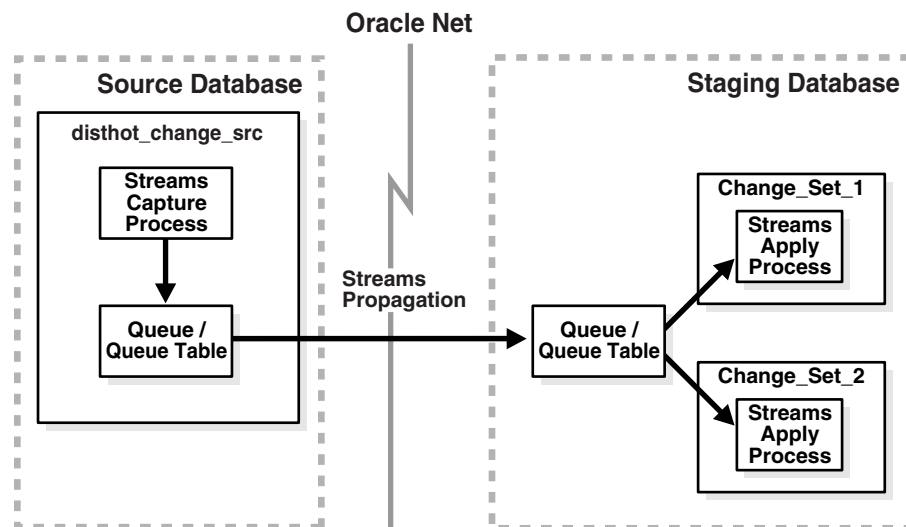 Oracle Net
Source Database
disthot_change_src
Streams
Capture
Process
Queue /
Queue Table
Streams
Propagation
Staging Database
Queue /
Queue Table
Change_Set_1
Streams
Apply
Process
Change_Set_2
Streams
Apply
Process